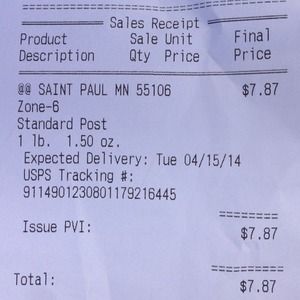 ===== Sales Receipt =====
Product Sale Unit Final
Description Qty Price Price
@@ SAINT PAUL MN 55106 $7.87
Zone-6
Standard Post
1 lb. 1.50 oz.
Expected Delivery: Tue 04/15/14
USPS Tracking #:
9114901230801179216445
======
Issue PVI: $7.87
======
Total: $7.87